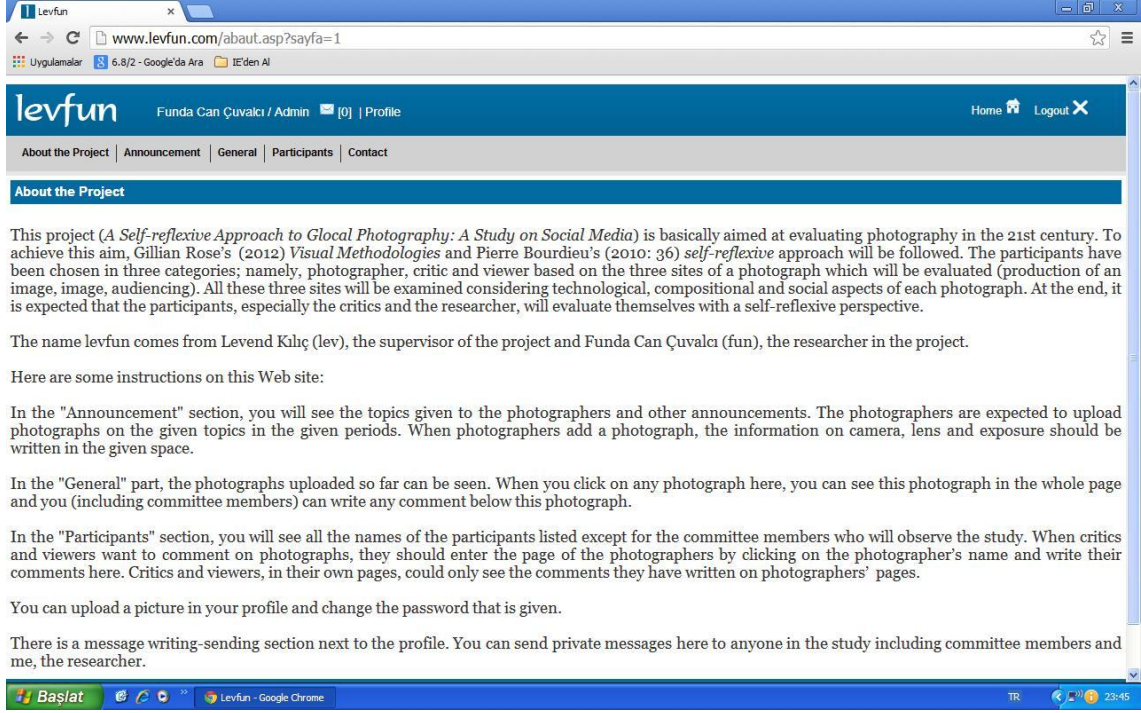 Levfun
www.levfun.com/abaut.asp?sayfa=1
Uygulamalar 6.8/2 - Google'da Ara IE'den Al
levfun Funda Can Çuvalcı / Admin [0] | Profile Home Logout
About the Project | Announcement | General | Participants | Contact
About the Project
This project (A Self-reflexive Approach to Glocal Photography: A Study on Social Media) is basically aimed at evaluating photography in the 21st century. To
achieve this aim, Gillian Rose's (2012) Visual Methodologies and Pierre Bourdieu's (2010: 36) self-reflexive approach will be followed. The participants have
been chosen in three categories; namely, photographer, critic and viewer based on the three sites of a photograph which will be evaluated (production of an
image, image, audiencing). All these three sites will be examined considering technological, compositional and social aspects of each photograph. At the end, it
is expected that the participants, especially the critics and the researcher, will evaluate themselves with a self-reflexive perspective.
The name levfun comes from Levend Kılıç (lev), the supervisor of the project and Funda Can Çuvalcı (fun), the researcher in the project.
Here are some instructions on this Web site:
In the "Announcement" section, you will see the topics given to the photographers and other announcements. The photographers are expected to upload
photographs on the given topics in the given periods. When photographers add a photograph, the information on camera, lens and exposure should be
written in the given space.
In the "General" part, the photographs uploaded so far can be seen. When you click on any photograph here, you can see this photograph in the whole page
and you (including committee members) can write any comment below this photograph.
In the "Participants" section, you will see all the names of the participants listed except for the committee members who will observe the study. When critics
and viewers want to comment on photographs, they should enter the page of the photographers by clicking on the photographer's name and write their
comments here. Critics and viewers, in their own pages, could only see the comments they have written on photographers' pages.
You can upload a picture in your profile and change the password that is given.
There is a message writing-sending section next to the profile. You can send private messages here to anyone in the study including committee members and
me, the researcher.
Başlat Levfun - Google Chrome TR 23:45